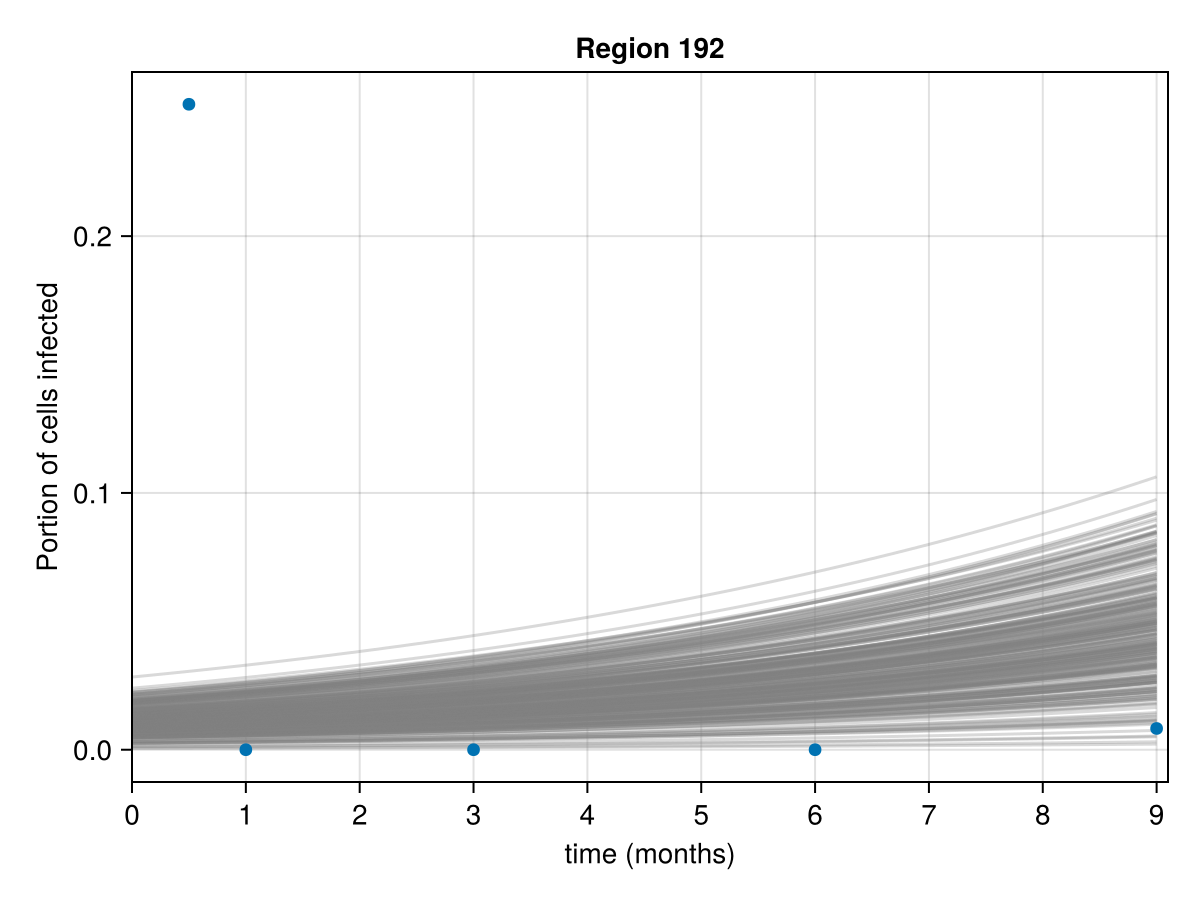 Region 192
Portion of cells infected
0.2
0.1
0.0
0 1 2 3 4 5 6 7 8 9
time (months)